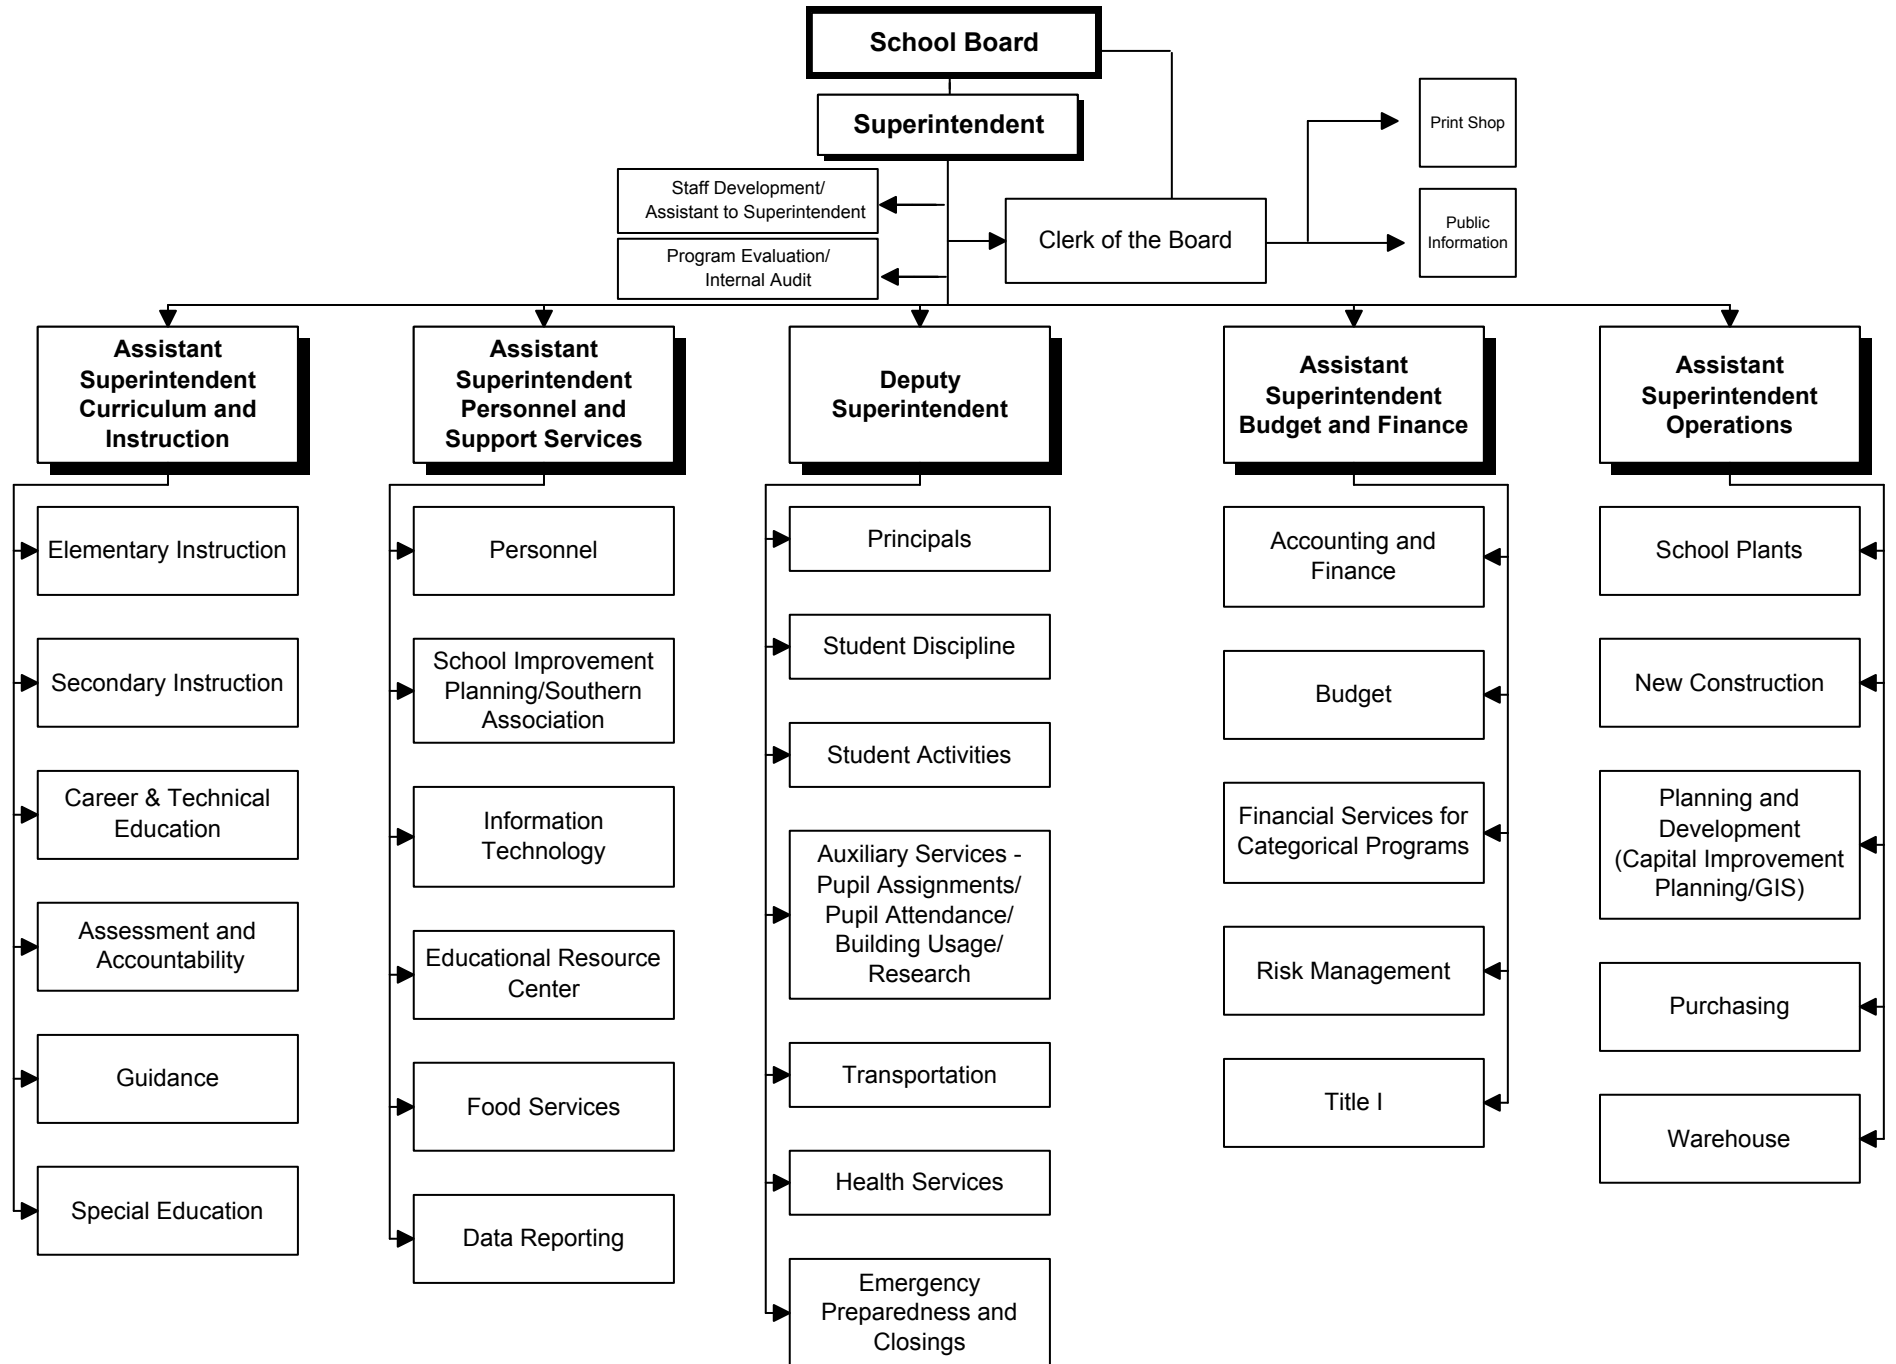 School Board
Superintendent
Print Shop
Staff Development/
Assistant to Superintendent
Clerk of the Board
Public
Information
Program Evaluation/
Internal Audit
Assistant
Superintendent
Curriculum and
Instruction
Assistant
Superintendent
Personnel and
Support Services
Deputy
Superintendent
Assistant
Superintendent
Budget and Finance
Assistant
Superintendent
Operations
Elementary Instruction
Secondary Instruction
Career & Technical
Education
Assessment and
Accountability
Guidance
Special Education
Personnel
School Improvement
Planning/Southern
Association
Information
Technology
Educational Resource
Center
Food Services
Data Reporting
Principals
Student Discipline
Student Activities
Auxiliary Services -
Pupil Assignments/
Pupil Attendance/
Building Usage/
Research
Transportation
Health Services
Emergency
Preparedness and
Closings
Accounting and
Finance
Budget
Financial Services for
Categorical Programs
Risk Management
Title I
School Plants
New Construction
Planning and
Development
(Capital Improvement
Planning/GIS)
Purchasing
Warehouse